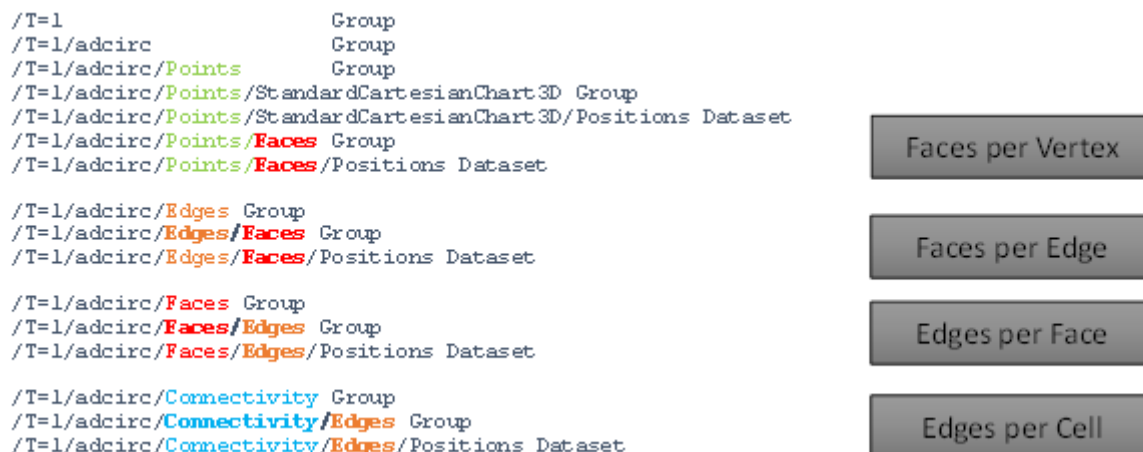 /T=1 Group
/T=1/adcirc Group
/T=1/adcirc/Points Group
/T=1/adcirc/Points/StandardCartesianChart3D Group
/T=1/adcirc/Points/StandardCartesianChart3D/Positions Dataset
/T=1/adcirc/Points/Faces Group
/T=1/adcirc/Points/Faces/Positions Dataset
Faces per Vertex
/T=1/adcirc/Edges Group
/T=1/adcirc/Edges/Faces Group
/T=1/adcirc/Edges/Faces/Positions Dataset
Faces per Edge
/T=1/adcirc/Faces Group
/T=1/adcirc/Faces/Edges Group
/T=1/adcirc/Faces/Edges/Positions Dataset
Edges per Face
/T=1/adcirc/Connectivity Group
/T=1/adcirc/Connectivity/Edges Group
/T=1/adcirc/Connectivity/Edges/Positions Dataset
Edges per Cell